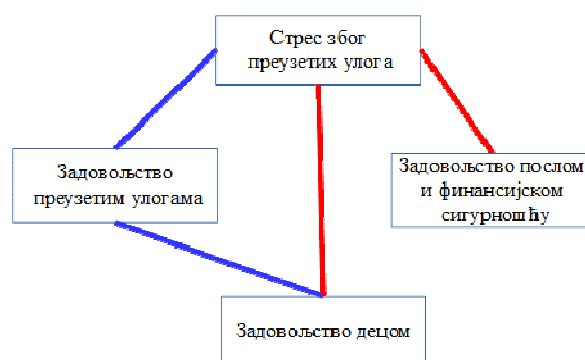 Стрес због
преузетих улога
Задовољство
преузетим улогама
Задовољство послом
и финансијском
сигурношћу
Задовољство децом